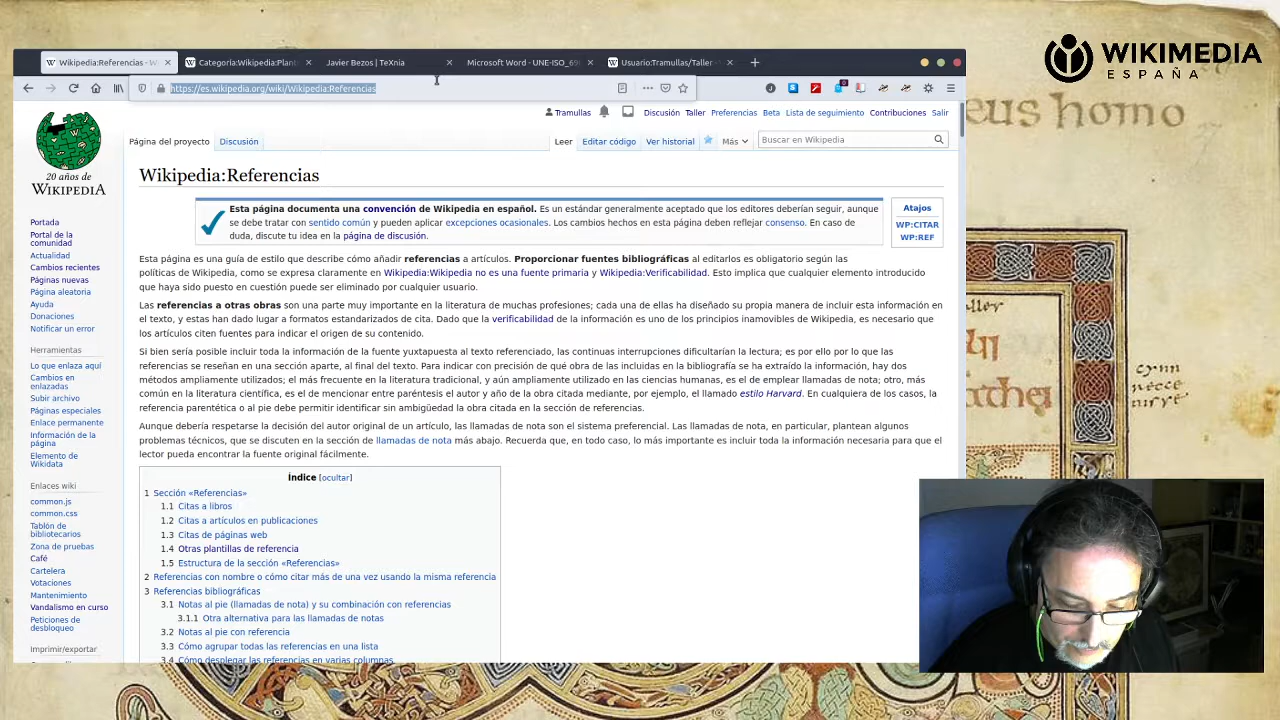 WIKIMEDIA
ESPAÑA
Wikipedia:Referencias - W
Categoría:Wikipedia:Plant
Javier Bezos | TeXnia
Microsoft Word - UNE-ISO_69
Usuario:Tramullas/Taller -
https://es.wikipedia.org/wiki/Wikipedia:Referencias
20 años de
WIKIPEDIA
Tramullas Discusión Taller Preferencias Beta Lista de seguimiento Contribuciones Salir
Página del proyecto Discusión Leer Editar código Ver historial Más Buscar en Wikipedia
Wikipedia:Referencias
Esta página documenta una convención de Wikipedia en español. Es un estándar generalmente aceptado que los editores deberían seguir, aunque
se debe tratar con sentido común y pueden aplicar excepciones ocasionales. Los cambios hechos en esta página deben reflejar consenso. En caso de
duda, discute tu idea en la página de discusión.
Atajos
WP:CITAR
WP:REF
Esta página es una guía de estilo que describe cómo añadir referencias a artículos. Proporcionar fuentes bibliográficas al editarlos es obligatorio según las
políticas de Wikipedia, como se expresa claramente en Wikipedia:Wikipedia no es una fuente primaria y Wikipedia:Verificabilidad. Esto implica que cualquier elemento introducido
que haya sido puesto en cuestión puede ser eliminado por cualquier usuario.
Las referencias a otras obras son una parte muy importante en la literatura de muchas profesiones; cada una de ellas ha diseñado su propia manera de incluir esta información en
el texto, y estas han dado lugar a formatos estandarizados de cita. Dado que la verificabilidad de la información es uno de los principios inamovibles de Wikipedia, es necesario que
los artículos citen fuentes para indicar el origen de su contenido.
Si bien sería posible incluir toda la información de la fuente yuxtapuesta al texto referenciado, las continuas interrupciones dificultarían la lectura; es por ello por lo que las
referencias se reseñan en una sección aparte, al final del texto. Para indicar con precisión de qué obra de las incluidas en la bibliografía se ha extraído la información, hay dos
métodos ampliamente utilizados; el más frecuente en la literatura tradicional, y aún ampliamente utilizado en las ciencias humanas, es el de emplear llamadas de nota; otro, más
común en la literatura científica, es el de mencionar entre paréntesis el autor y año de la obra citada mediante, por ejemplo, el llamado estilo Harvard. En cualquiera de los casos, la
referencia parentética o al pie debe permitir identificar sin ambigüedad la obra citada en la sección de referencias.
Aunque debería respetarse la decisión del autor original de un artículo, las llamadas de nota son el sistema preferencial. Las llamadas de nota, en particular, plantean algunos
problemas técnicos, que se discuten en la sección de llamadas de nota más abajo. Recuerda que, en todo caso, lo más importante es incluir toda la información necesaria para que el
lector pueda encontrar la fuente original fácilmente.
Índice [ocultar]
1 Sección «Referencias»
1.1 Citas a libros
1.2 Citas a artículos en publicaciones
1.3 Citas de páginas web
1.4 Otras plantillas de referencia
1.5 Estructura de la sección «Referencias»
2 Referencias con nombre o cómo citar más de una vez usando la misma referencia
3 Referencias bibliográficas
3.1 Notas al pie (llamadas de nota) y su combinación con referencias
3.1.1 Otra alternativa para las llamadas de notas
3.2 Notas al pie con referencia
3.3 Cómo agrupar todas las referencias en una lista
3.4 Cómo desplegar las referencias en varias columnas
Portada
Portal de la
comunidad
Actualidad
Cambios recientes
Páginas nuevas
Página aleatoria
Ayuda
Donaciones
Notificar un error
Herramientas
Lo que enlaza aquí
Cambios en
enlazadas
Subir archivo
Páginas especiales
Enlace permanente
Información de la
página
Elemento de
Wikidata
Enlaces wiki
common.js
common.css
Tablón de
bibliotecarios
Zona de pruebas
Café
Cartelera
Votaciones
Mantenimiento
Vandalismo en curso
Peticiones de
desbloqueo
Imprimir/exportar
eus homo